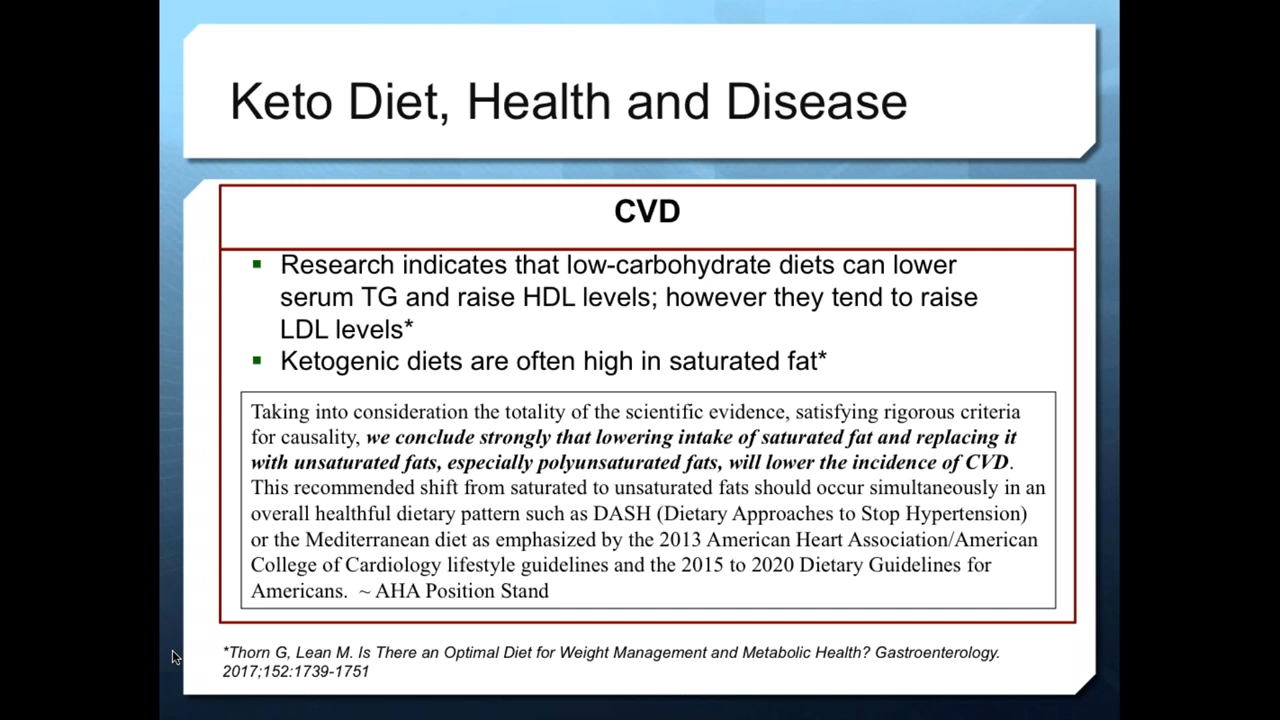 Keto Diet, Health and Disease
CVD
▪ Research indicates that low-carbohydrate diets can lower
serum TG and raise HDL levels; however they tend to raise
LDL levels*
▪ Ketogenic diets are often high in saturated fat*
Taking into consideration the totality of the scientific evidence, satisfying rigorous criteria
for causality, we conclude strongly that lowering intake of saturated fat and replacing it
with unsaturated fats, especially polyunsaturated fats, will lower the incidence of CVD.
This recommended shift from saturated to unsaturated fats should occur simultaneously in an
overall healthful dietary pattern such as DASH (Dietary Approaches to Stop Hypertension)
or the Mediterranean diet as emphasized by the 2013 American Heart Association/American
College of Cardiology lifestyle guidelines and the 2015 to 2020 Dietary Guidelines for
Americans. ~ AHA Position Stand
*Thorn G, Lean M. Is There an Optimal Diet for Weight Management and Metabolic Health? Gastroenterology.
2017;152:1739-1751